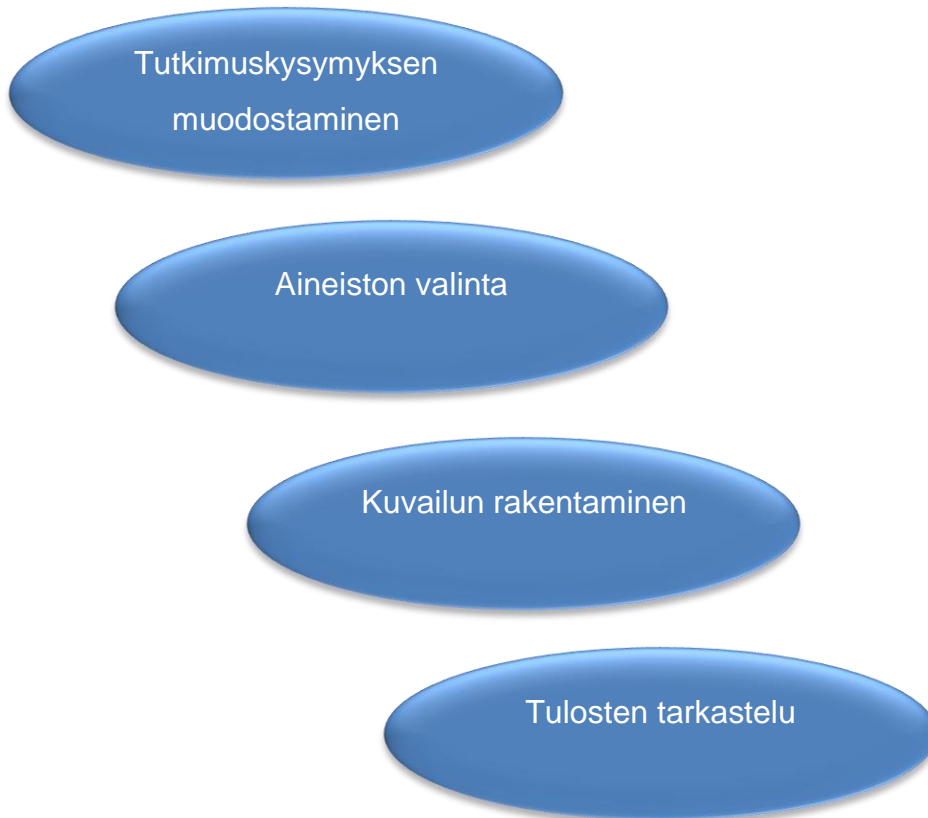 Tutkimuskysymyksen
muodostaminen
Aineiston valinta
Kuvailun rakentaminen
Tulosten tarkastelu